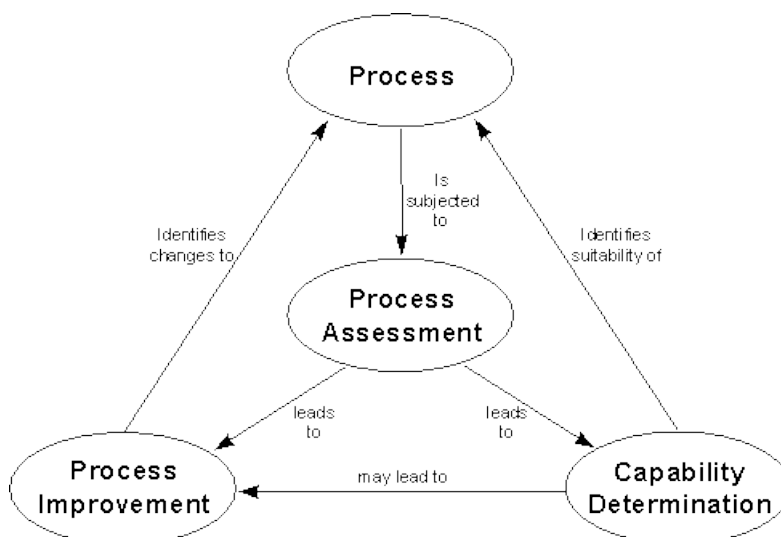 Process
Is
subjected
to
Identifies
changes to
Identifies
suitability of
Process
Assessment
leads
to
leads
to
Process
Improvement
may lead to
Capability
Determination